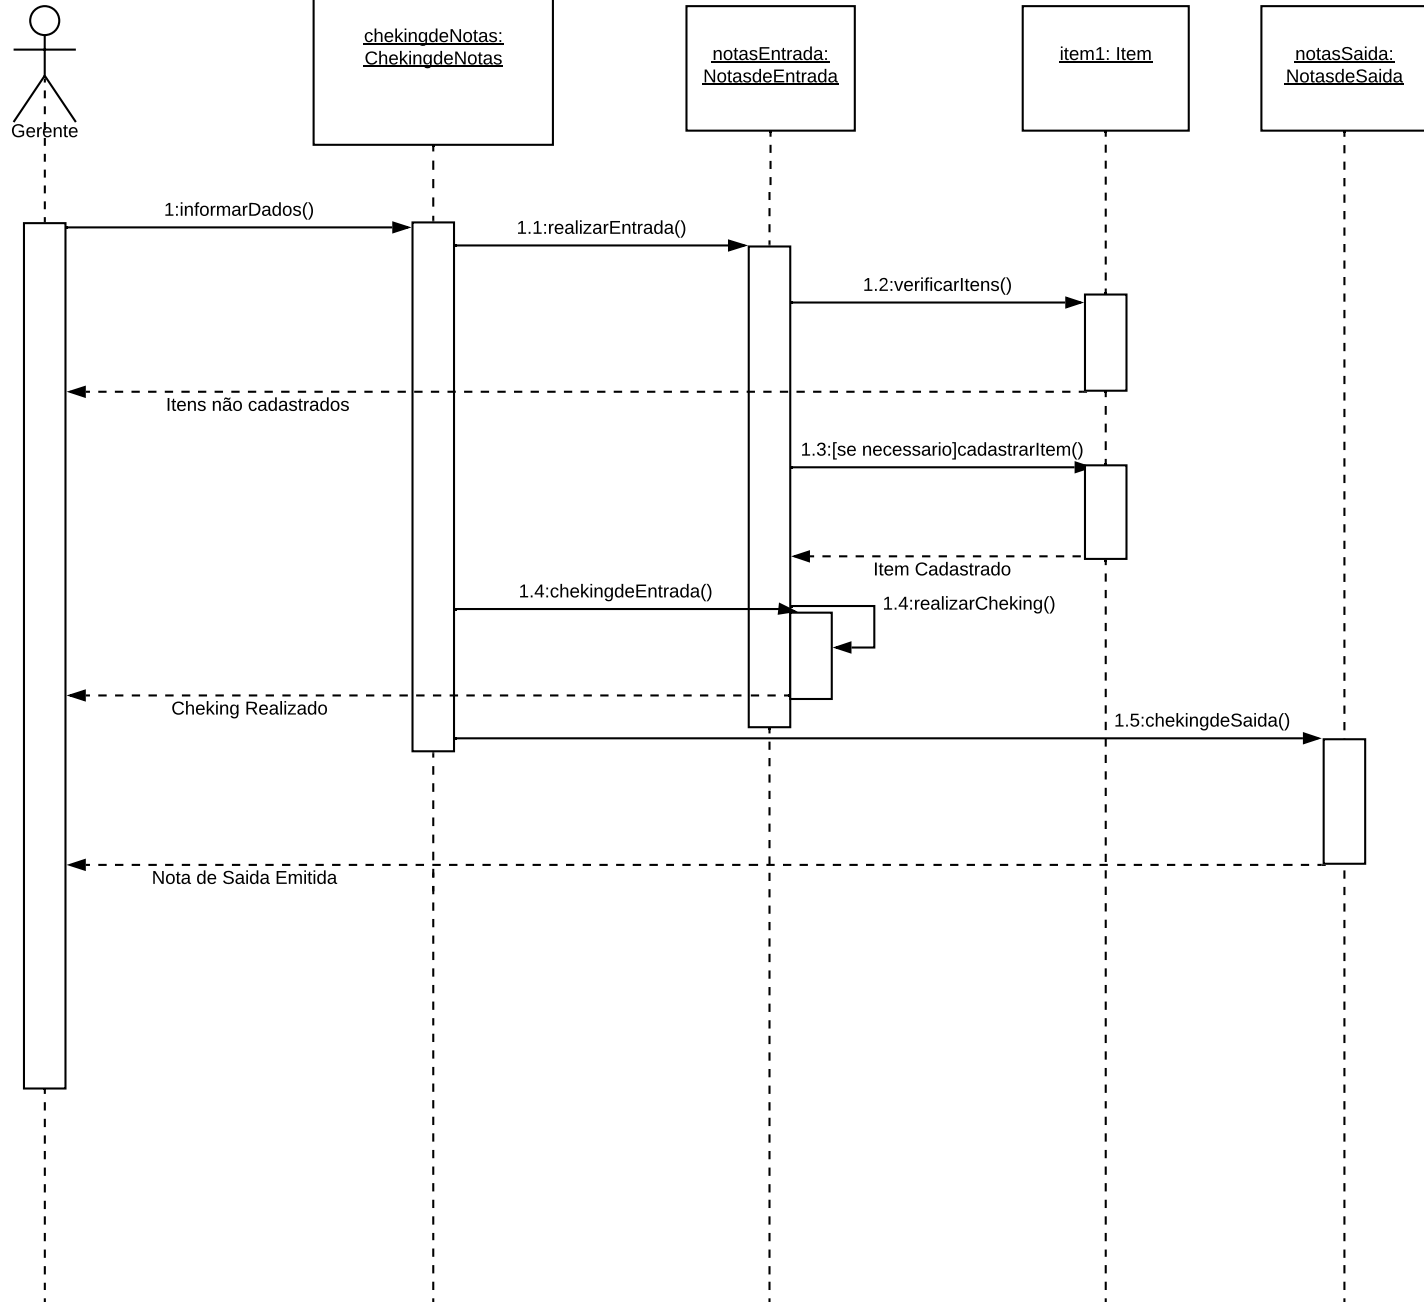 Gerente
chekingdeNotas:
ChekingdeNotas
notasEntrada:
NotasdeEntrada
item1: Item
notasSaida:
NotasdeSaida
1:informarDados()
1.1:realizarEntrada()
1.2:verificarItens()
Itens não cadastrados
1.3:[se necessario]cadastrarItem()
Item Cadastrado
1.4:chekingdeEntrada()
1.4:realizarCheking()
Cheking Realizado
1.5:chekingdeSaida()
Nota de Saida Emitida